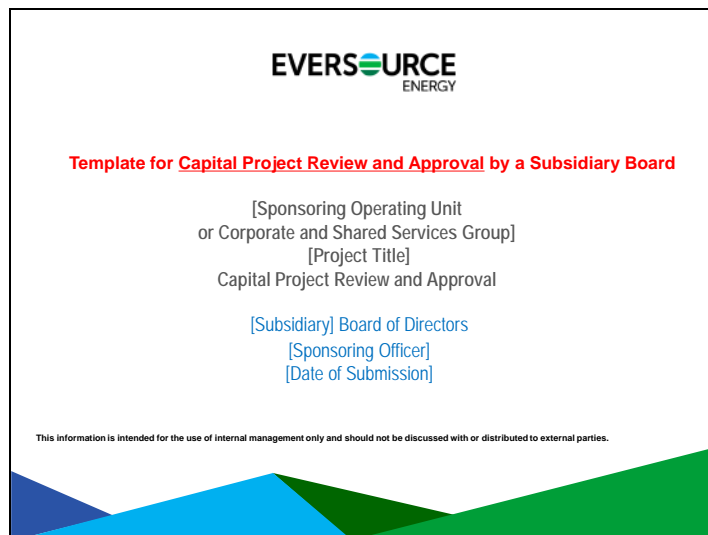 EVERSOURCE
ENERGY
Template for Capital Project Review and Approval by a Subsidiary Board
[Sponsoring Operating Unit
or Corporate and Shared Services Group]
[Project Title]
Capital Project Review and Approval
[Subsidiary] Board of Directors
[Sponsoring Officer]
[Date of Submission]
This information is intended for the use of internal management only and should not be discussed with or distributed to external parties.